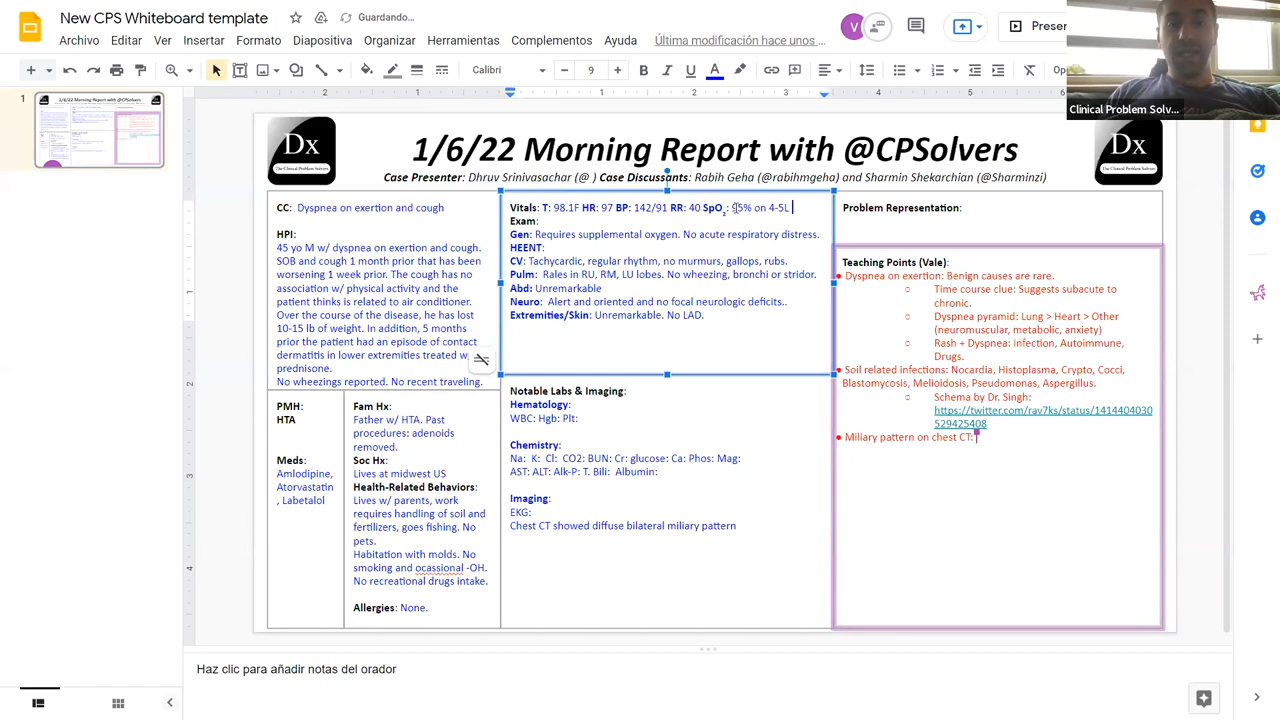 New CPS Whiteboard template
Guardando...
Archivo Editar Ver Insertar Formato Diapositiva Organizar Herramientas Complementos Ayuda Última modificación hace unos ...
V
Calibri
9
Clinical Problem Solv...
1
Dx
The Clinical Problem Solvers
1/6/22 Morning Report with @CPSolvers
Case Presenter: Dhruv Srinivasachar (@ ) Case Discussants: Rabih Geha (@rabihmgeha) and Sharmin Shekarchian (@Sharminzi)
Dx
The Clinical Problem Solvers
CC: Dyspnea on exertion and cough
HPI:
45 yo M w/ dyspnea on exertion and cough.
SOB and cough 1 month prior that has been
worsening 1 week prior. The cough has no
association w/ physical activity and the
patient thinks is related to air conditioner.
Over the course of the disease, he has lost
10-15 lb of weight. In addition, 5 months
prior the patient had an episode of contact
dermatitis in lower extremities treated w
prednisone.
No wheezings reported. No recent traveling.
PMH:
HTA
Meds:
Amlodipine,
Atorvastatin
, Labetalol
Fam Hx:
Father w/ HTA. Past
procedures: adenoids
removed.
Soc Hx:
Lives at midwest US
Health-Related Behaviors:
Lives w/ parents, work
requires handling of soil and
fertilizers, goes fishing. No
pets.
Habitation with molds. No
smoking and ocassional -OH.
No recreational drugs intake.
Allergies: None.
Vitals: T: 98.1F HR: 97 BP: 142/91 RR: 40 SpO2: 95% on 4-5L
Exam:
Gen: Requires supplemental oxygen. No acute respiratory distress.
HEENT:
CV: Tachycardic, regular rhythm, no murmurs, gallops, rubs.
Pulm: Rales in RU, RM, LU lobes. No wheezing, bronchi or stridor.
Abd: Unremarkable
Neuro: Alert and oriented and no focal neurologic deficits..
Extremities/Skin: Unremarkable. No LAD.
Notable Labs & Imaging:
Hematology:
WBC: Hgb: Plt:
Chemistry:
Na: K: Cl: CO2: BUN: Cr: glucose: Ca: Phos: Mag:
AST: ALT: Alk-P: T. Bili: Albumin:
Imaging:
EKG:
Chest CT showed diffuse bilateral miliary pattern
Problem Representation:
Teaching Points (Vale):
● Dyspnea on exertion: Benign causes are rare.
○ Time course clue: Suggests subacute to
chronic.
○ Dyspnea pyramid: Lung > Heart > Other
(neuromuscular, metabolic, anxiety)
○ Rash + Dyspnea: Infection, Autoimmune,
Drugs.
● Soil related infections: Nocardia, Histoplasma, Crypto, Cocci,
Blastomycosis, Melioidosis, Pseudomonas, Aspergillus.
○ Schema by Dr. Singh:
https://twitter.com/rav7ks/status/1414404030
529425408
● Miliary pattern on chest CT:
Haz clic para añadir notas del orador